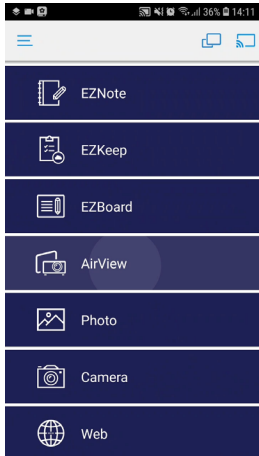 36% 14:11
EZNote
EZKeep
EZBoard
AirView
Photo
Camera
Web